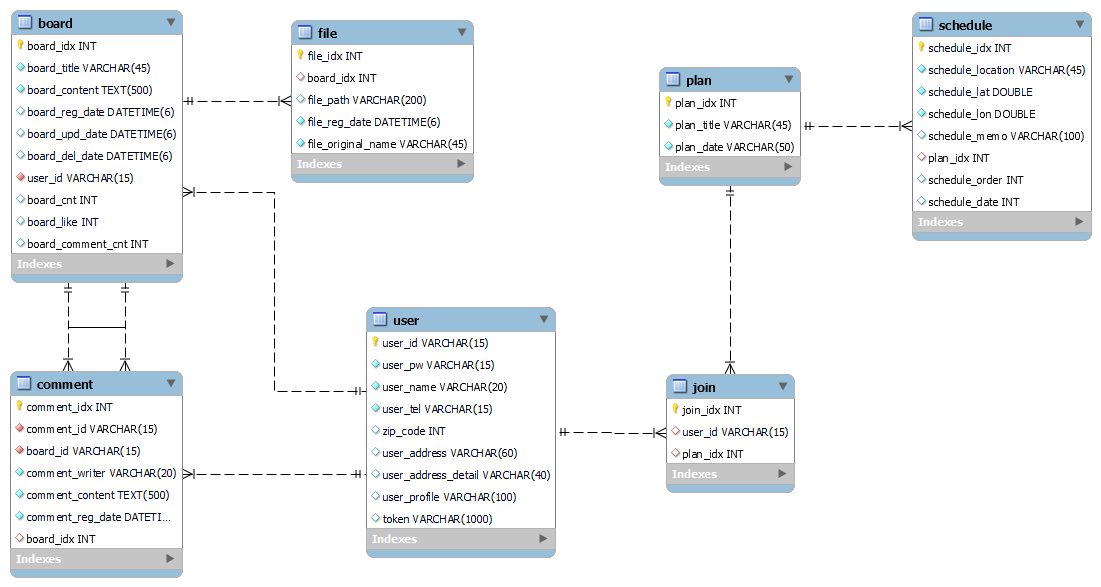 board
board_idx INT
board_title VARCHAR(45)
board_content TEXT(500)
board_reg_date DATETIME(6)
board_upd_date DATETIME(6)
board_del_date DATETIME(6)
user_id VARCHAR(15)
board_cnt INT
board_like INT
board_comment_cnt INT
Indexes
file
file_idx INT
board_idx INT
file_path VARCHAR(200)
file_reg_date DATETIME(6)
file_original_name VARCHAR(45)
Indexes
plan
plan_idx INT
plan_title VARCHAR(45)
plan_date VARCHAR(50)
Indexes
schedule
schedule_idx INT
schedule_location VARCHAR(45)
schedule_lat DOUBLE
schedule_lon DOUBLE
schedule_memo VARCHAR(100)
plan_idx INT
schedule_order INT
schedule_date INT
Indexes
comment
comment_idx INT
comment_id VARCHAR(15)
board_id VARCHAR(15)
comment_writer VARCHAR(20)
comment_content TEXT(500)
comment_reg_date DATETI...
board_idx INT
Indexes
user
user_id VARCHAR(15)
user_pw VARCHAR(15)
user_name VARCHAR(20)
user_tel VARCHAR(15)
zip_code INT
user_address VARCHAR(60)
user_address_detail VARCHAR(40)
user_profile VARCHAR(100)
token VARCHAR(1000)
Indexes
join
join_idx INT
user_id VARCHAR(15)
plan_idx INT
Indexes